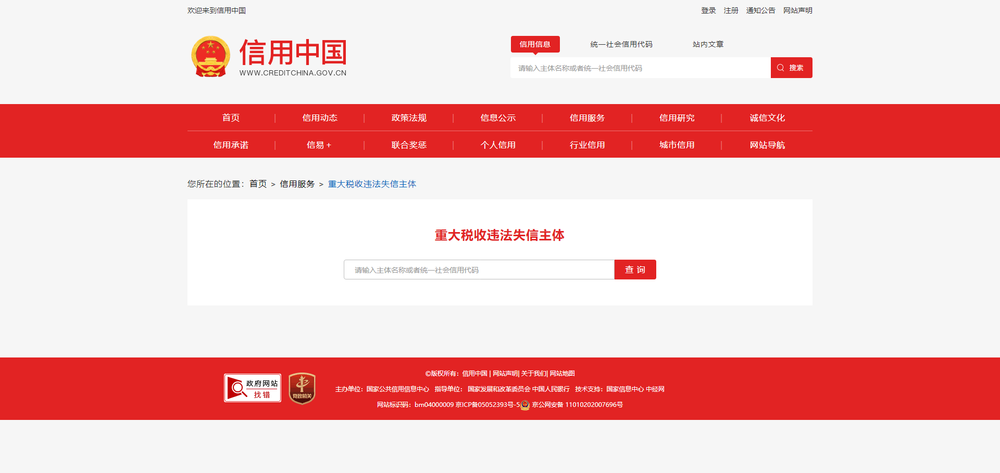 欢迎来到信用中国
登录 注册 通知公告 网站声明
信用中国
WWW.CREDITCHINA.GOV.CN
信用信息 统一社会信用代码 站内文章
请输入主体名称或者统一社会信用代码 搜索
首页 | 信用动态 | 政策法规 | 信息公示 | 信用服务 | 信用研究 | 诚信文化
信用承诺 | 信易+ | 联合奖惩 | 个人信用 | 行业信用 | 城市信用 | 网站导航
您所在的位置：首页 > 信用服务 > 重大税收违法失信主体
重大税收违法失信主体
请输入主体名称或者统一社会信用代码 查 询
政府网站
找错
党政机关
©版权所有：信用中国 | 网站声明| 关于我们| 网站地图
主办单位：国家公共信用信息中心 指导单位： 国家发展和改革委员会 中国人民银行 技术支持：国家信息中心 中经网
网站标识码：bm04000009 京ICP备05052393号-5 京公网安备 11010202007696号